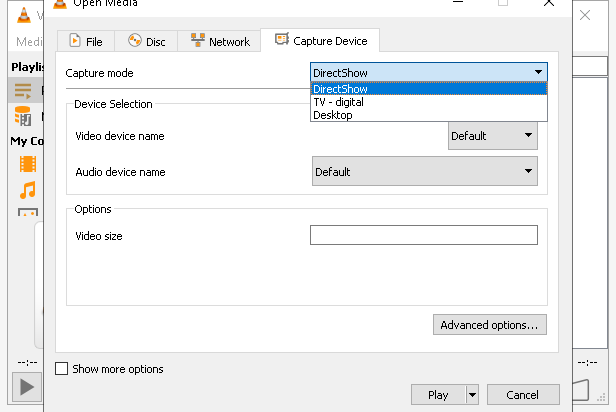 Open Media
V
Medi
File
Disc
Network
Capture Device
Playlis
Capture mode
DirectShow
DirectShow
TV - digital
Desktop
Device Selection
My Co
Video device name
Default
Audio device name
Default
Options
Video size
Advanced options...
--:--
Show more options
--:--
Play
Cancel